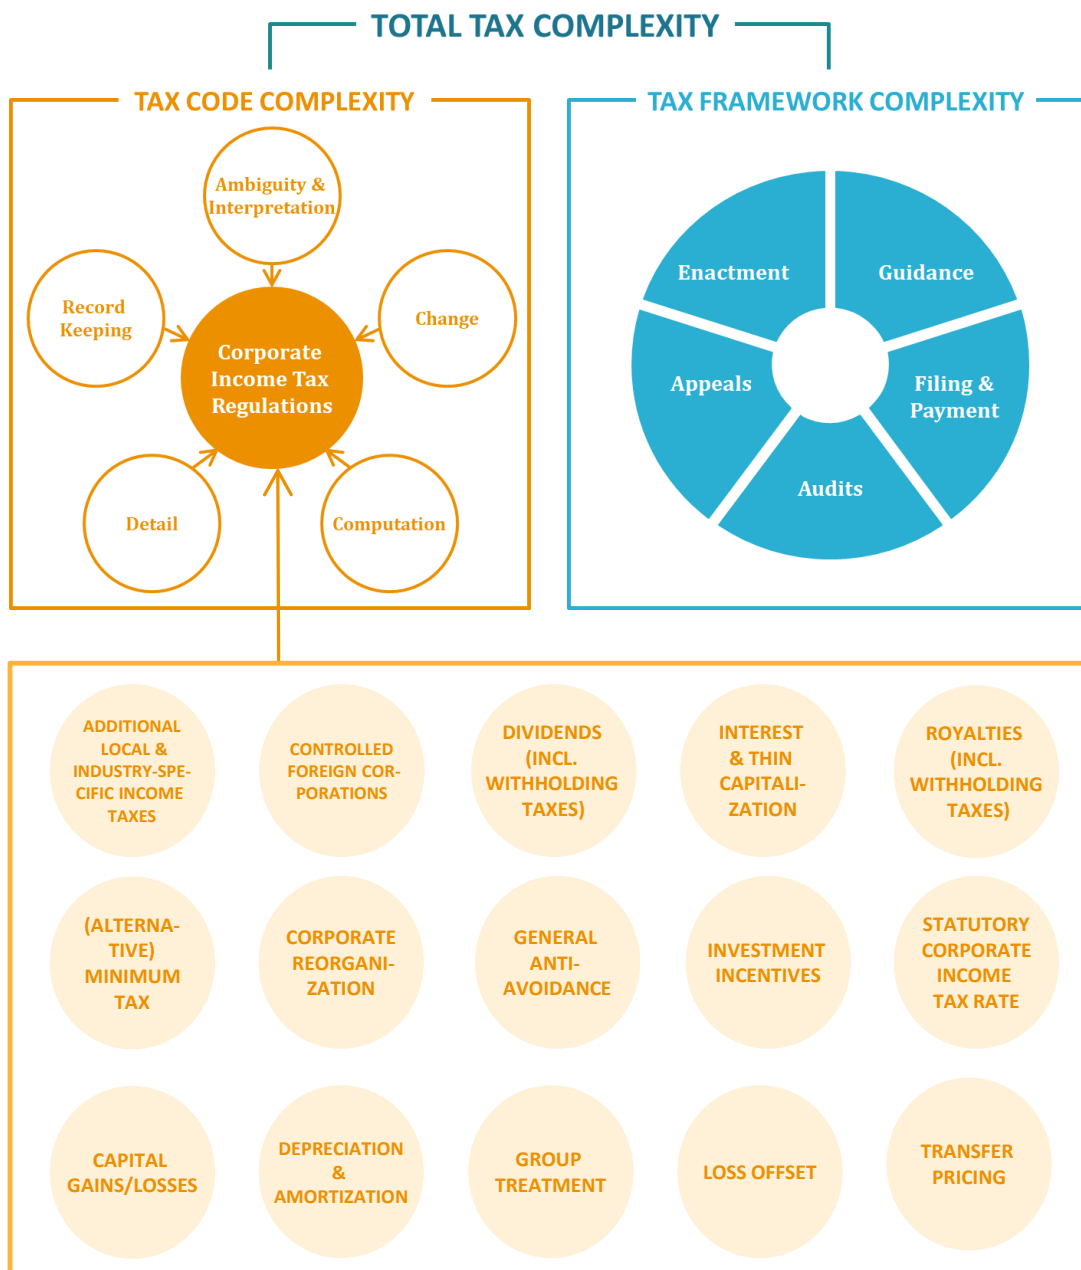 TOTAL TAX COMPLEXITY
TAX CODE COMPLEXITY
Ambiguity &
Interpretation
Record
Keeping
Change
Corporate
Income Tax
Regulations
Detail
Computation
TAX FRAMEWORK COMPLEXITY
Enactment
Guidance
Appeals
Filing &
Payment
Audits
ADDITIONAL
LOCAL &
INDUSTRY-SPE-
CIFIC INCOME
TAXES
CONTROLLED
FOREIGN COR-
PORATIONS
DIVIDENDS
(INCL.
WITHHOLDING
TAXES)
INTEREST
& THIN
CAPITALI-
ZATION
ROYALTIES
(INCL.
WITHHOLDING
TAXES)
(ALTERNA-
TIVE)
MINIMUM
TAX
CORPORATE
REORGANI-
ZATION
GENERAL
ANTI-
AVOIDANCE
INVESTMENT
INCENTIVES
STATUTORY
CORPORATE
INCOME
TAX RATE
CAPITAL
GAINS/LOSSES
DEPRECIATION
&
AMORTIZATION
GROUP
TREATMENT
LOSS OFFSET
TRANSFER
PRICING